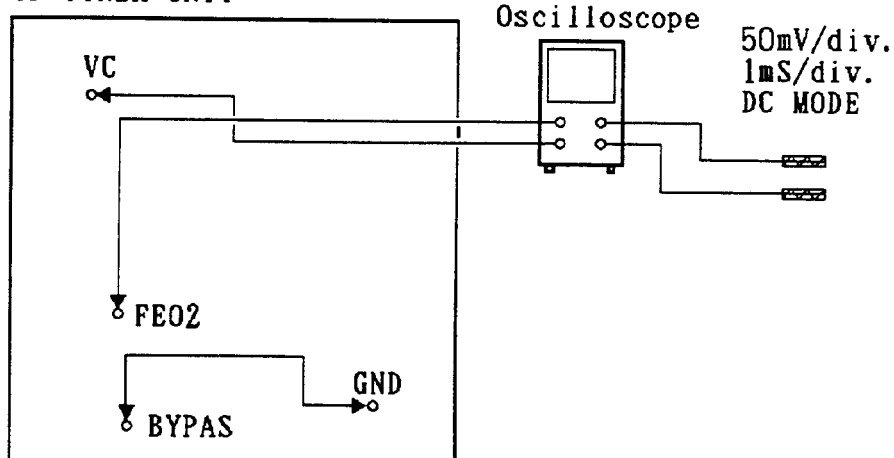 Oscilloscope
50mV/div.
1mS/div.
DC MODE
VC
FEO2
GND
BYPAS